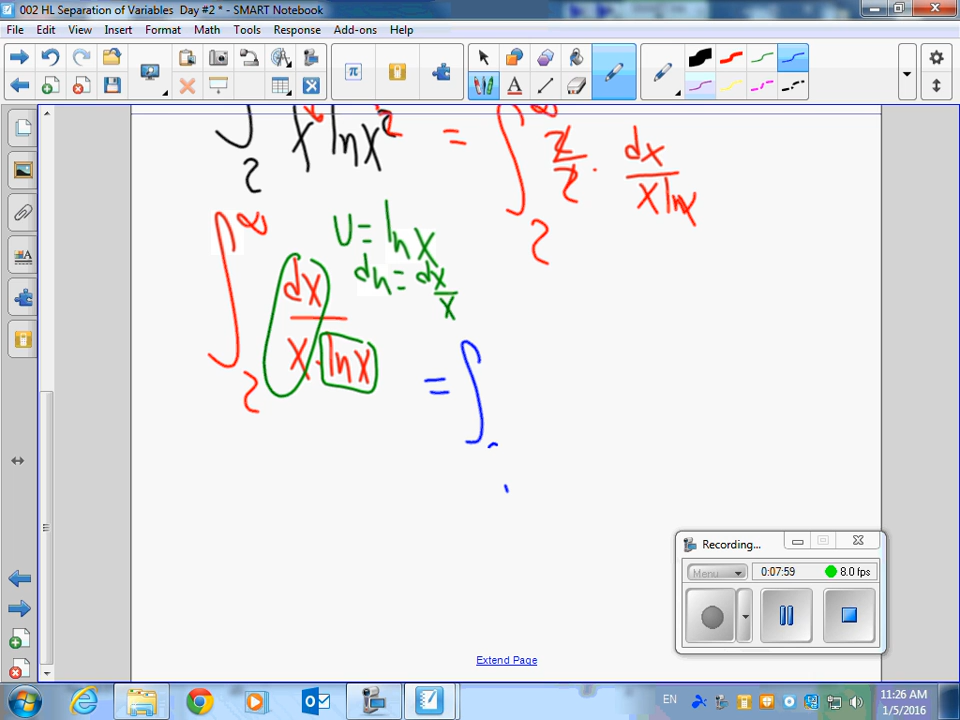 002 HL Separation of Variables Day #2 * - SMART Notebook
File Edit View Insert Format Math Tools Response Add-ons Help
∫ 2 x ln x² = ∫ ∞ 2 2/2 · dx/(x ln x)
∫ ∞ 2 dx/(x · ln x)
U = ln x
du = dx/x
= ∫
Recording...
Menu 0:07:59 8.0 fps
Extend Page
EN 11:26 AM
1/5/2016